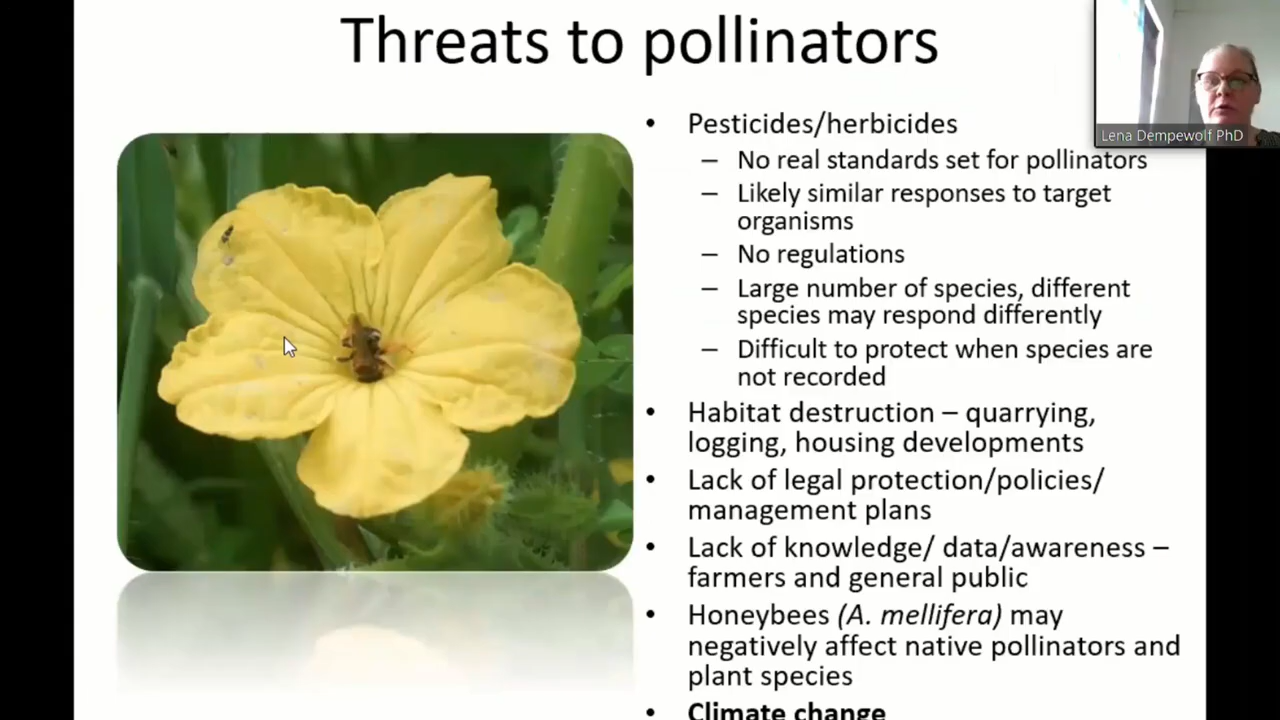 Threats to pollinators
Lena Dempewolf PhD
• Pesticides/herbicides
– No real standards set for pollinators
– Likely similar responses to target
organisms
– No regulations
– Large number of species, different
species may respond differently
– Difficult to protect when species are
not recorded
• Habitat destruction – quarrying,
logging, housing developments
• Lack of legal protection/policies/
management plans
• Lack of knowledge/ data/awareness –
farmers and general public
• Honeybees (A. mellifera) may
negatively affect native pollinators and
plant species
• Climate change